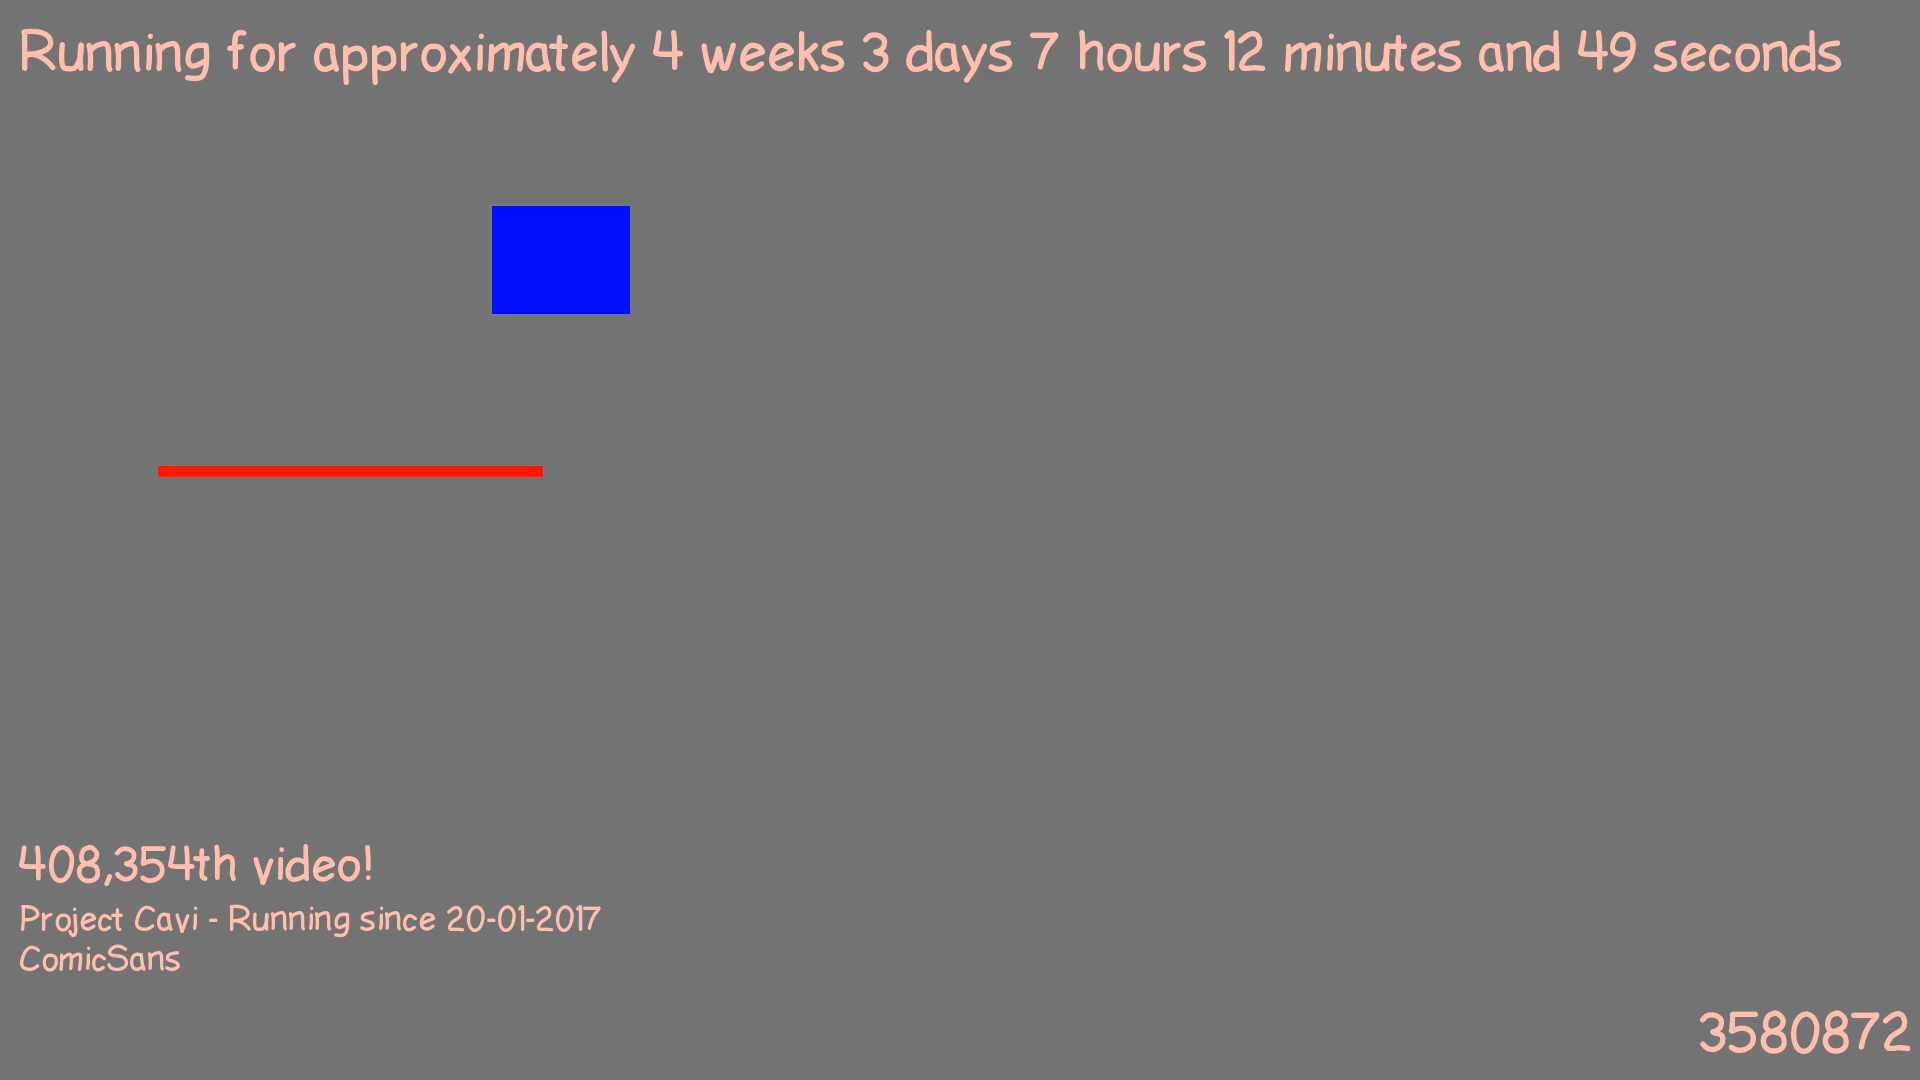 Running for approximately 4 weeks 3 days 7 hours 12 minutes and 49 seconds
408,354th video!
Project Cavi - Running since 20-01-2017
ComicSans
3580872